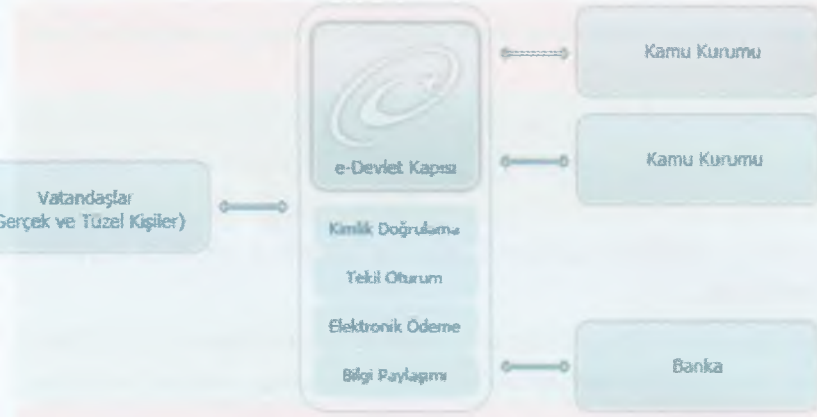 Vatandaşlar
Gerçek ve Tüzel Kişiler)
e-Devlet Kapısı
Kimlik Doğrulama
Tekil Oturum
Elektronik Ödeme
Bilgi Paylaşımı
Kamu Kurumu
Kamu Kurumu
Banka